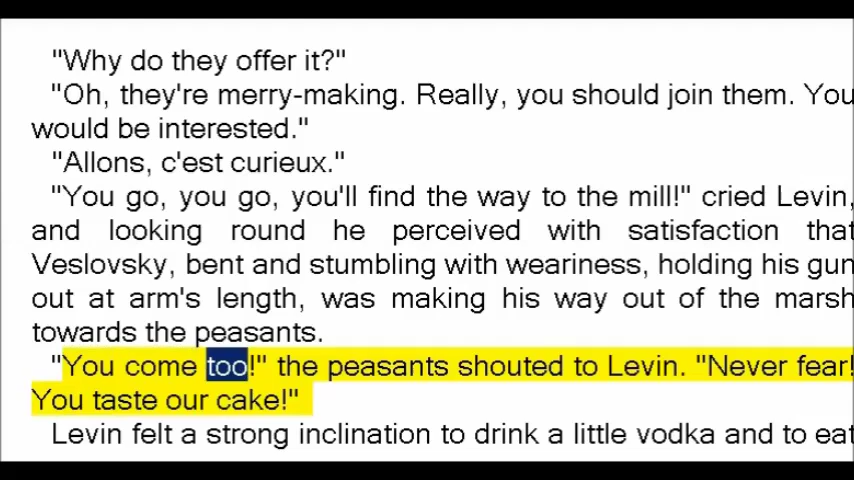 "Why do they offer it?"
"Oh, they're merry-making. Really, you should join them. You
would be interested."
"Allons, c'est curieux."
"You go, you go, you'll find the way to the mill!" cried Levin,
and looking round he perceived with satisfaction that
Veslovsky, bent and stumbling with weariness, holding his gun
out at arm's length, was making his way out of the marsh
towards the peasants.
"You come too!" the peasants shouted to Levin. "Never fear!
You taste our cake!"
Levin felt a strong inclination to drink a little vodka and to eat